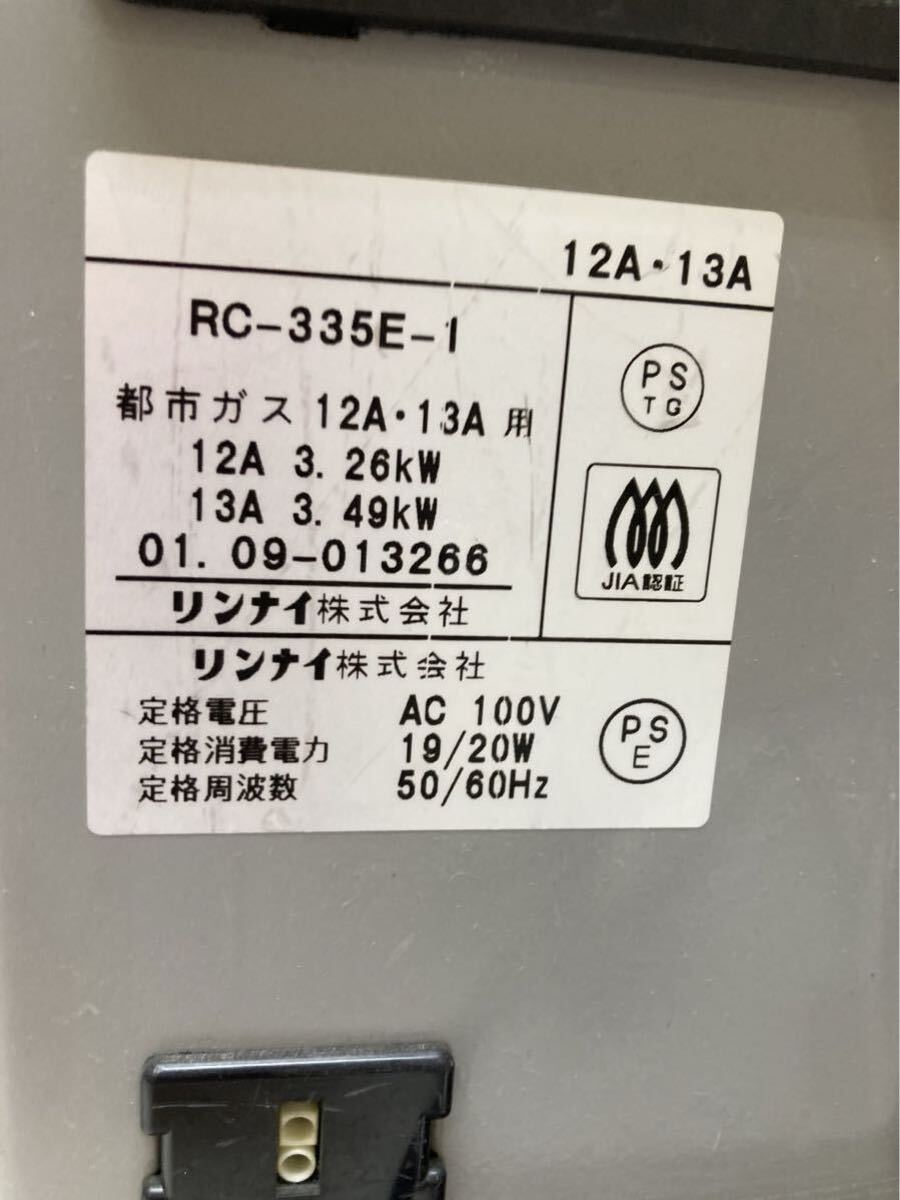 12A・13A
RC-335E-1
都市ガス 12A・13A 用
12A 3. 26kW
13A 3. 49kW
01. 09-013266
リンナイ株式会社
PS
TG
JIA認証
リンナイ株式会社
定格電圧 AC 100V
定格消費電力 19/20W
定格周波数 50/60Hz
PS
E